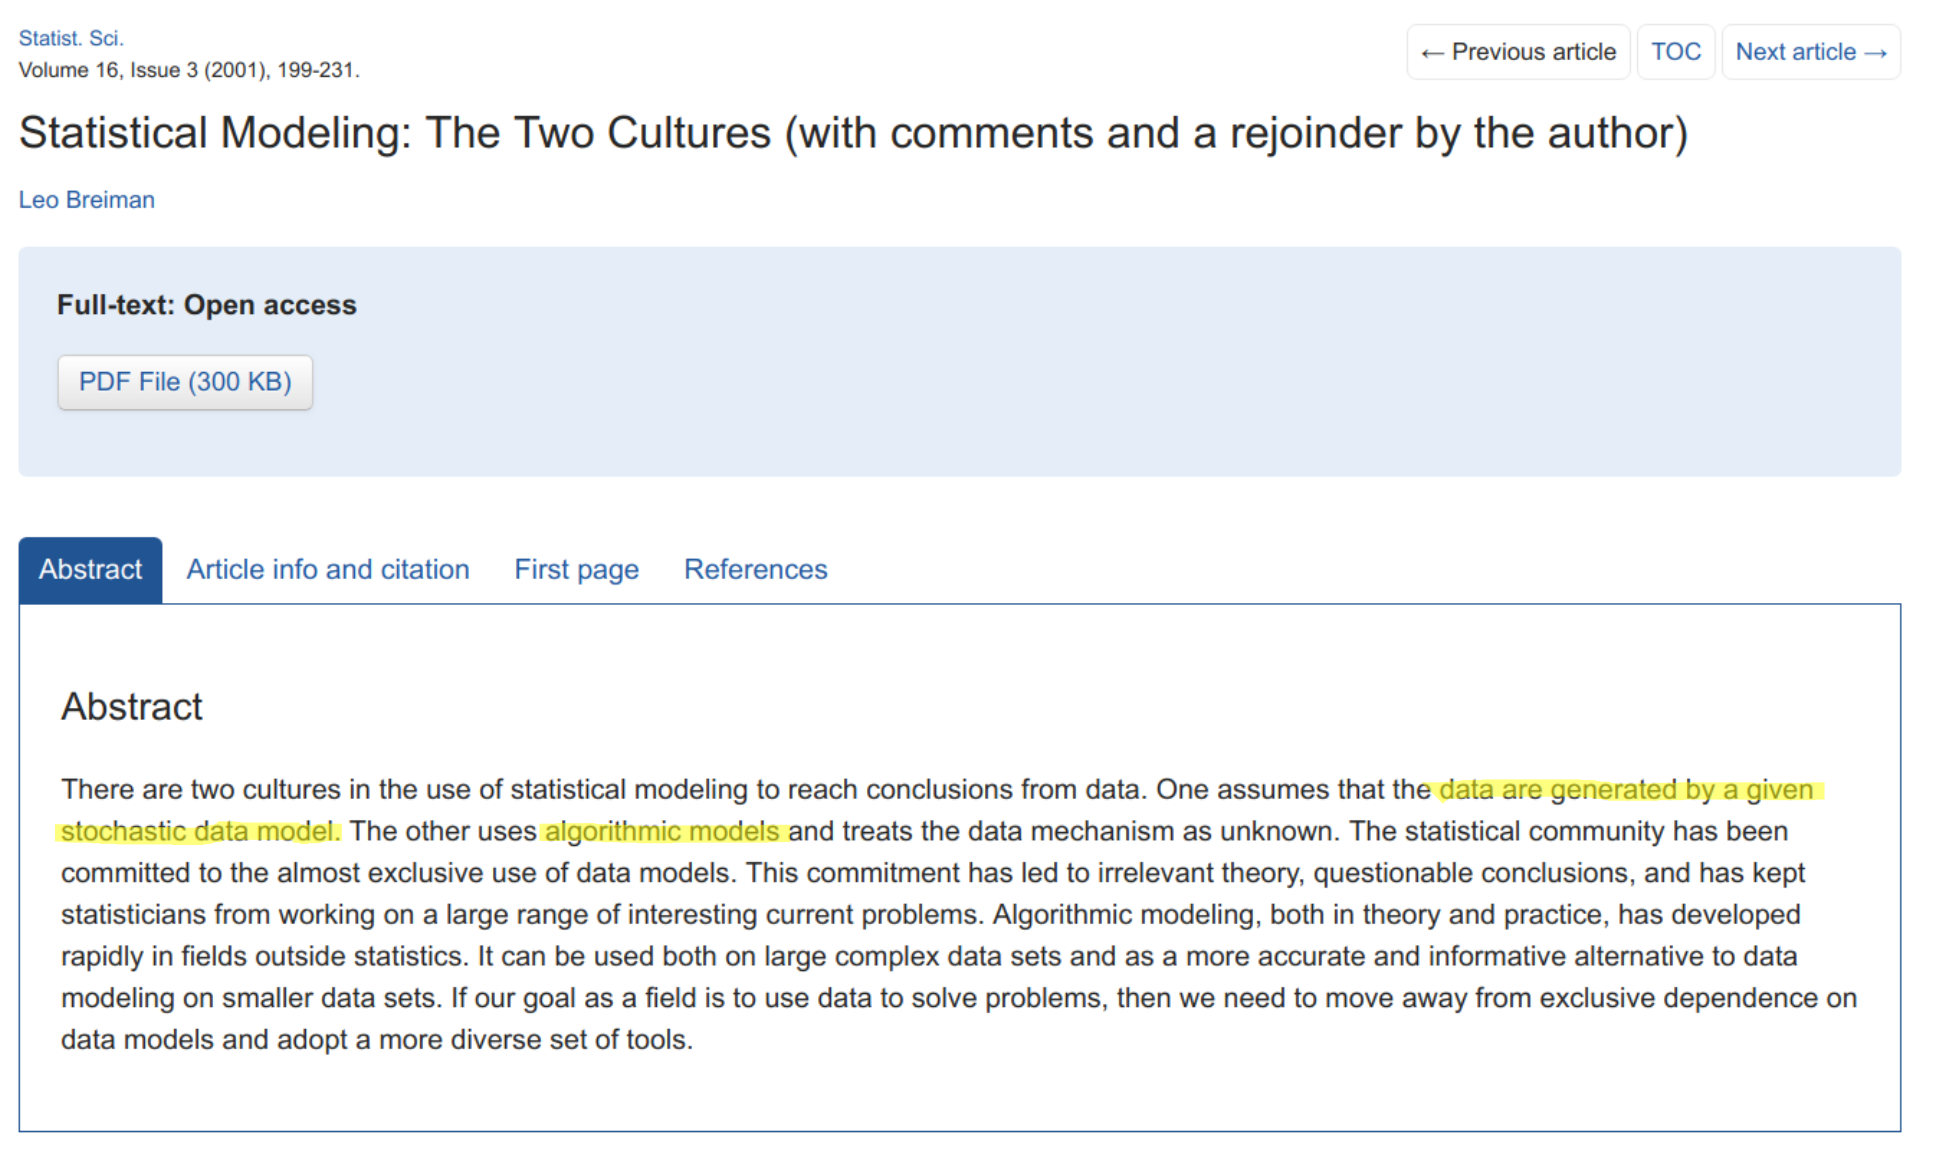 Statist. Sci.
Volume 16, Issue 3 (2001), 199-231.
← Previous article
TOC
Next article →
Statistical Modeling: The Two Cultures (with comments and a rejoinder by the author)
Leo Breiman
Full-text: Open access
PDF File (300 KB)
Abstract
Article info and citation
First page
References
Abstract
There are two cultures in the use of statistical modeling to reach conclusions from data. One assumes that the data are generated by a given
stochastic data model. The other uses algorithmic models and treats the data mechanism as unknown. The statistical community has been
committed to the almost exclusive use of data models. This commitment has led to irrelevant theory, questionable conclusions, and has kept
statisticians from working on a large range of interesting current problems. Algorithmic modeling, both in theory and practice, has developed
rapidly in fields outside statistics. It can be used both on large complex data sets and as a more accurate and informative alternative to data
modeling on smaller data sets. If our goal as a field is to use data to solve problems, then we need to move away from exclusive dependence on
data models and adopt a more diverse set of tools.